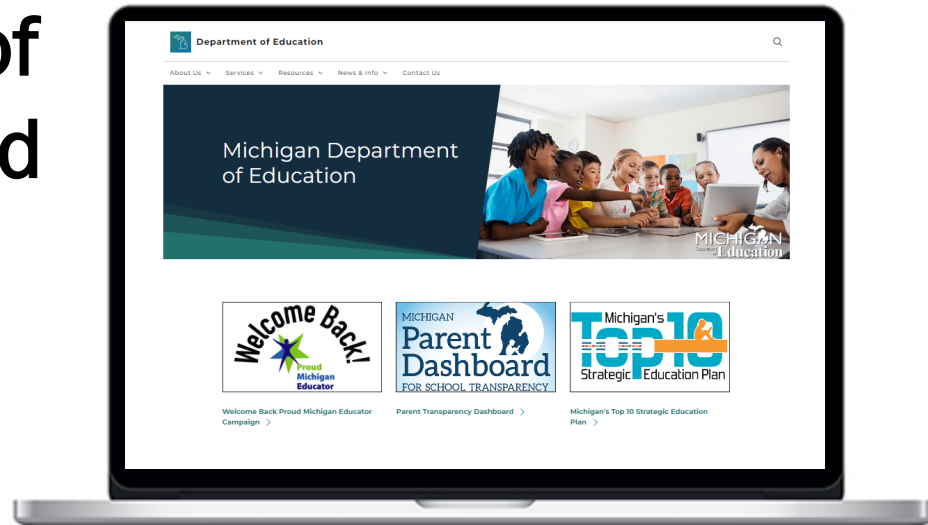 of
d
Department of Education
About Us
Services
Resources
News & Info
Contact Us
Michigan Department
of Education
MICHIGAN
Education
Welcome Back!
Proud
Michigan
Educator
MICHIGAN
Parent
Dashboard
FOR SCHOOL TRANSPARENCY
Michigan's
Top 10
Strategic Education Plan
Welcome Back Proud Michigan Educator
Campaign >
Parent Transparency Dashboard >
Michigan's Top 10 Strategic Education
Plan >